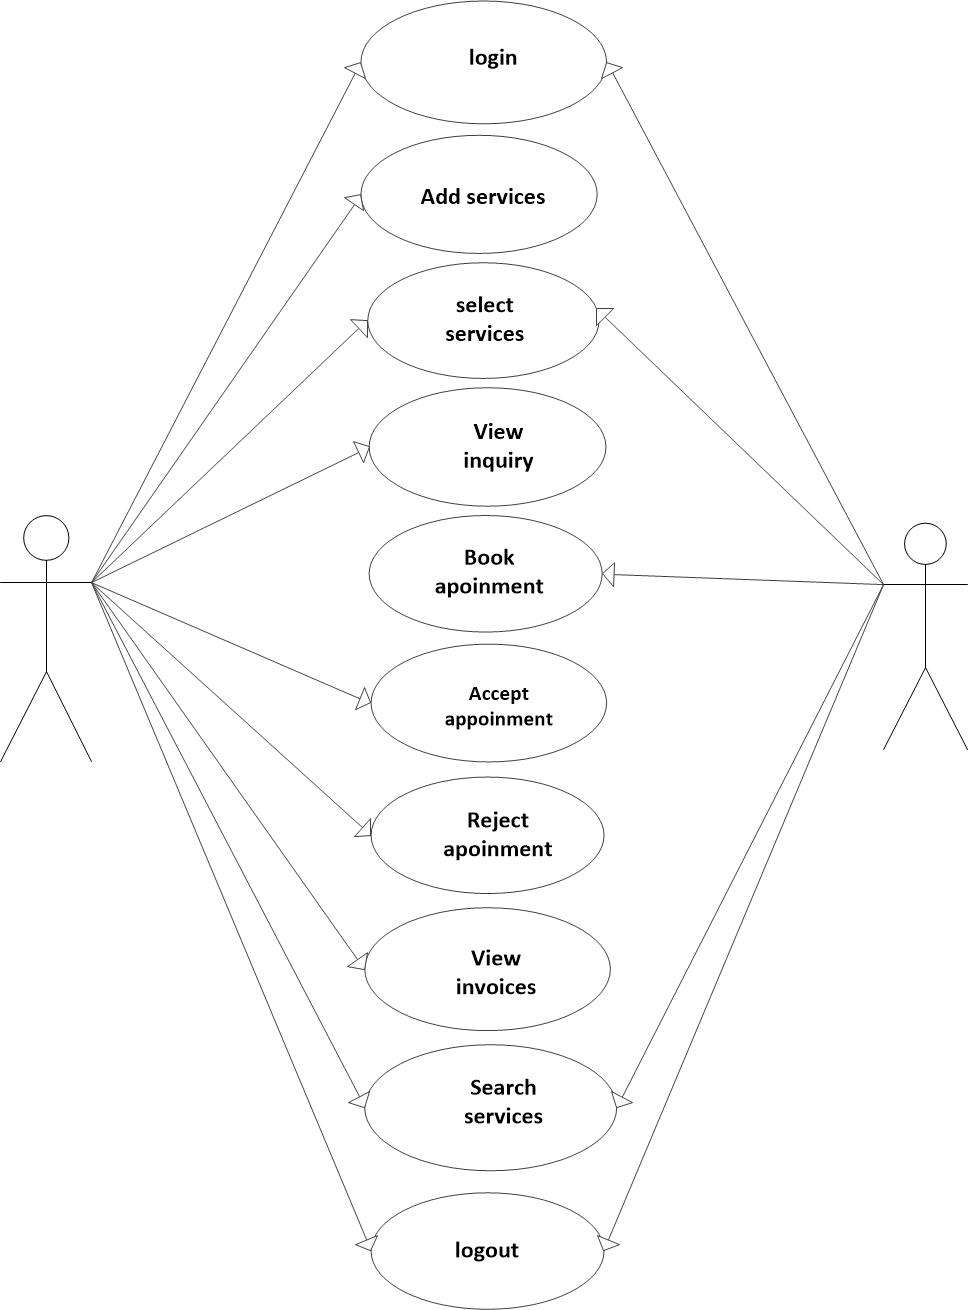 login
Add services
select
services
View
inquiry
Book
apoinment
Accept
appoinment
Reject
apoinment
View
invoices
Search
services
logout